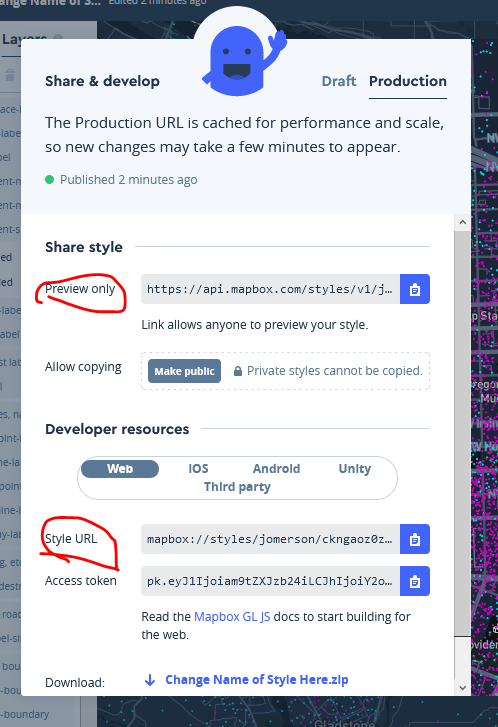 ange Name of S... Edited 2 minutes ago
Layers
Share & develop
Draft Production
The Production URL is cached for performance and scale,
so new changes may take a few minutes to appear.
Published 2 minutes ago
Share style
Preview only https://api.mapbox.com/styles/v1/j…
Link allows anyone to preview your style.
Allow copying Make public Private styles cannot be copied.
Developer resources
Web iOS Android Unity
Third party
Style URL mapbox://styles/jomerson/ckngaoz0z…
Access token pk.eyJ1Ijoiam9tZXJzb24iLCJhIjoiY2o…
Read the Mapbox GL JS docs to start building for
the web.
Download: Change Name of Style Here.zip
-boundary
Gladstone